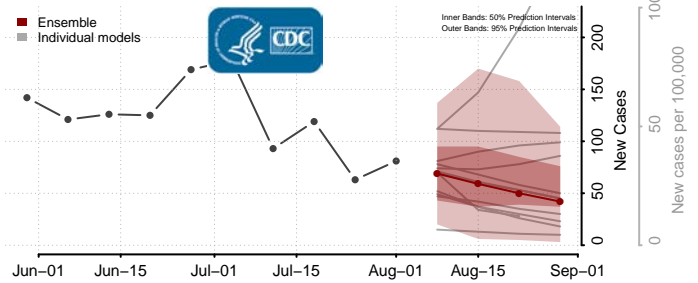 Ensemble
Individual models
CDC
Inner Bands: 50% Prediction Intervals
Outer Bands: 95% Prediction Intervals
200
150
100
50
0
New Cases
100
50
0
New cases per 100,000
Jun–01
Jun–15
Jul–01
Jul–15
Aug–01
Aug–15
Sep–01